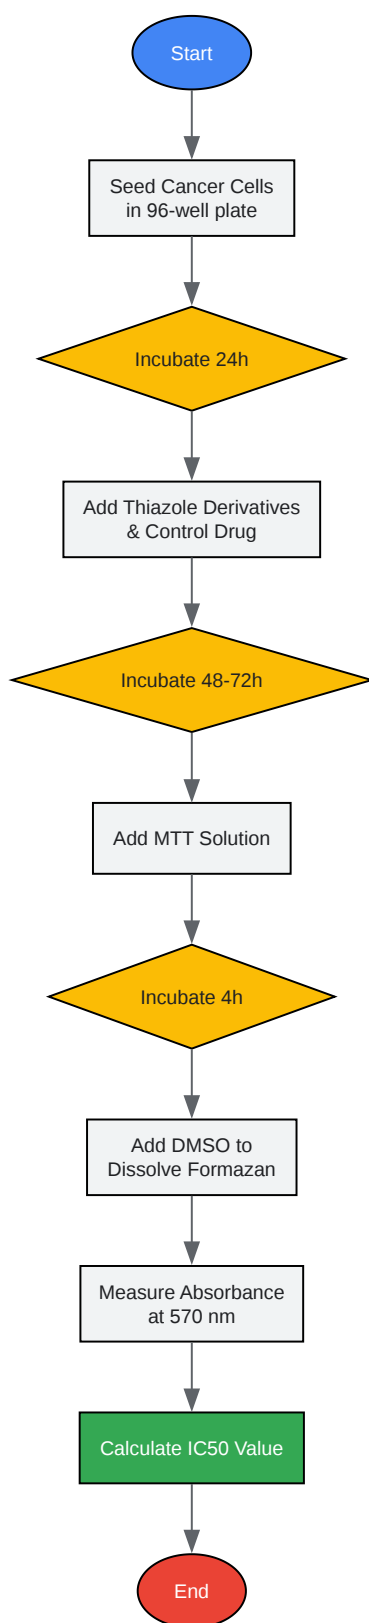 Start
Seed Cancer Cells
in 96-well plate
Incubate 24h
Add Thiazole Derivatives
& Control Drug
Incubate 48-72h
Add MTT Solution
Incubate 4h
Add DMSO to
Dissolve Formazan
Measure Absorbance
at 570 nm
Calculate IC50 Value
End